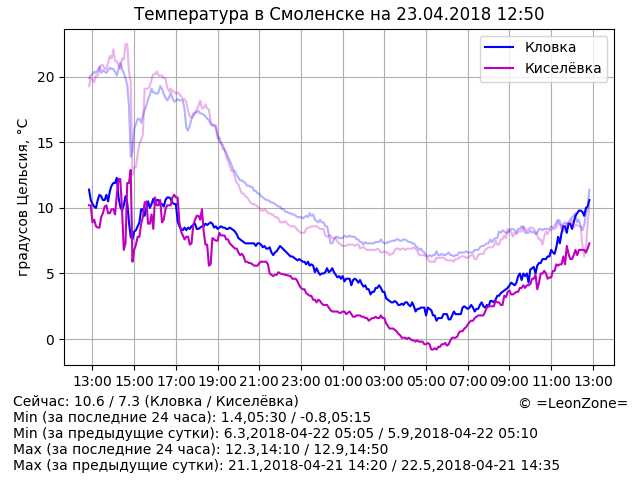 Температура в Смоленске на 23.04.2018 12:50
Кловка
Киселёвка
градусов Цельсия, °C
20
15
10
5
0
13:00 15:00 17:00 19:00 21:00 23:00 01:00 03:00 05:00 07:00 09:00 11:00 13:00
Сейчас: 10.6 / 7.3 (Кловка / Киселёвка)
© =LeonZone=
Min (за последние 24 часа): 1.4,05:30 / -0.8,05:15
Min (за предыдущие сутки): 6.3,2018-04-22 05:05 / 5.9,2018-04-22 05:10
Max (за последние 24 часа): 12.3,14:10 / 12.9,14:50
Max (за предыдущие сутки): 21.1,2018-04-21 14:20 / 22.5,2018-04-21 14:35